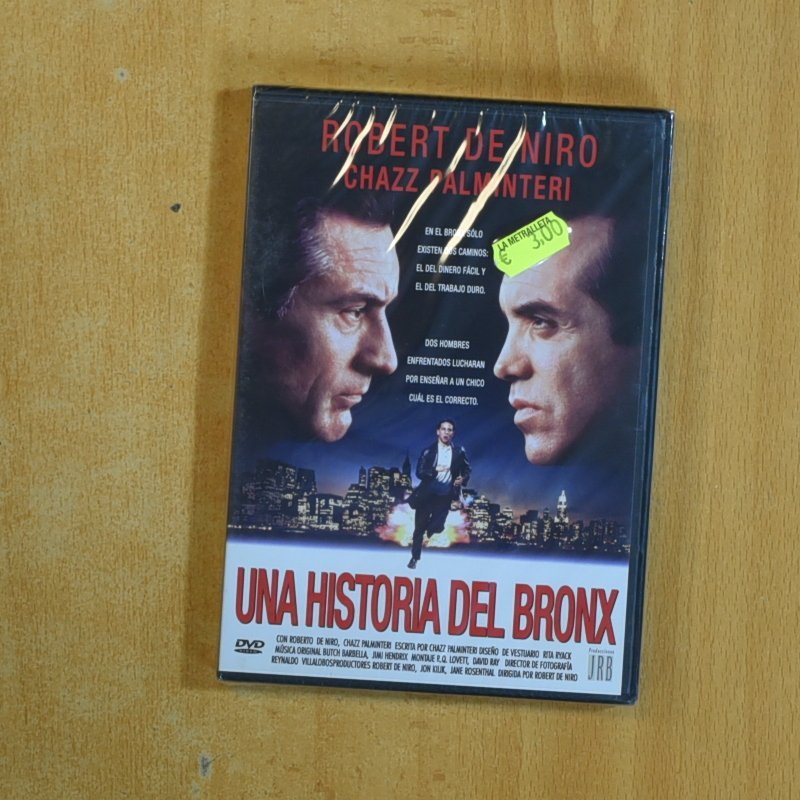 ROBERT DE NIRO
CHAZZ PALMINTERI
EN EL BRONX SÓLO
EXISTEN DOS CAMINOS:
EL DEL DINERO FÁCIL Y
EL DEL TRABAJO DURO.
LA METRALLETA
€ 3,00
DOS HOMBRES
ENFRENTADOS LUCHARAN
POR ENSEÑAR A UN CHICO
CUÁL ES EL CORRECTO.
UNA HISTORIA DEL BRONX
DVD
VIDEO
CON ROBERTO DE NIRO, CHAZZ PALMINTERI ESCRITA POR CHAZZ PALMINTERI DISEÑO DE VESTUARIO RITA RYACK
MÚSICA ORIGINAL BUTCH BARBELLA, JIMI HENDRIX MONTAJE R.Q. LOVETT, DAVID RAY DIRECTOR DE FOTOGRAFÍA
REYNALDO VILLALOBOSPRODUCTORES ROBERT DE NIRO, JON KILIK, JANE ROSENTHAL DIRIGIDA POR ROBERT DE NIRO
Producciones
JRB